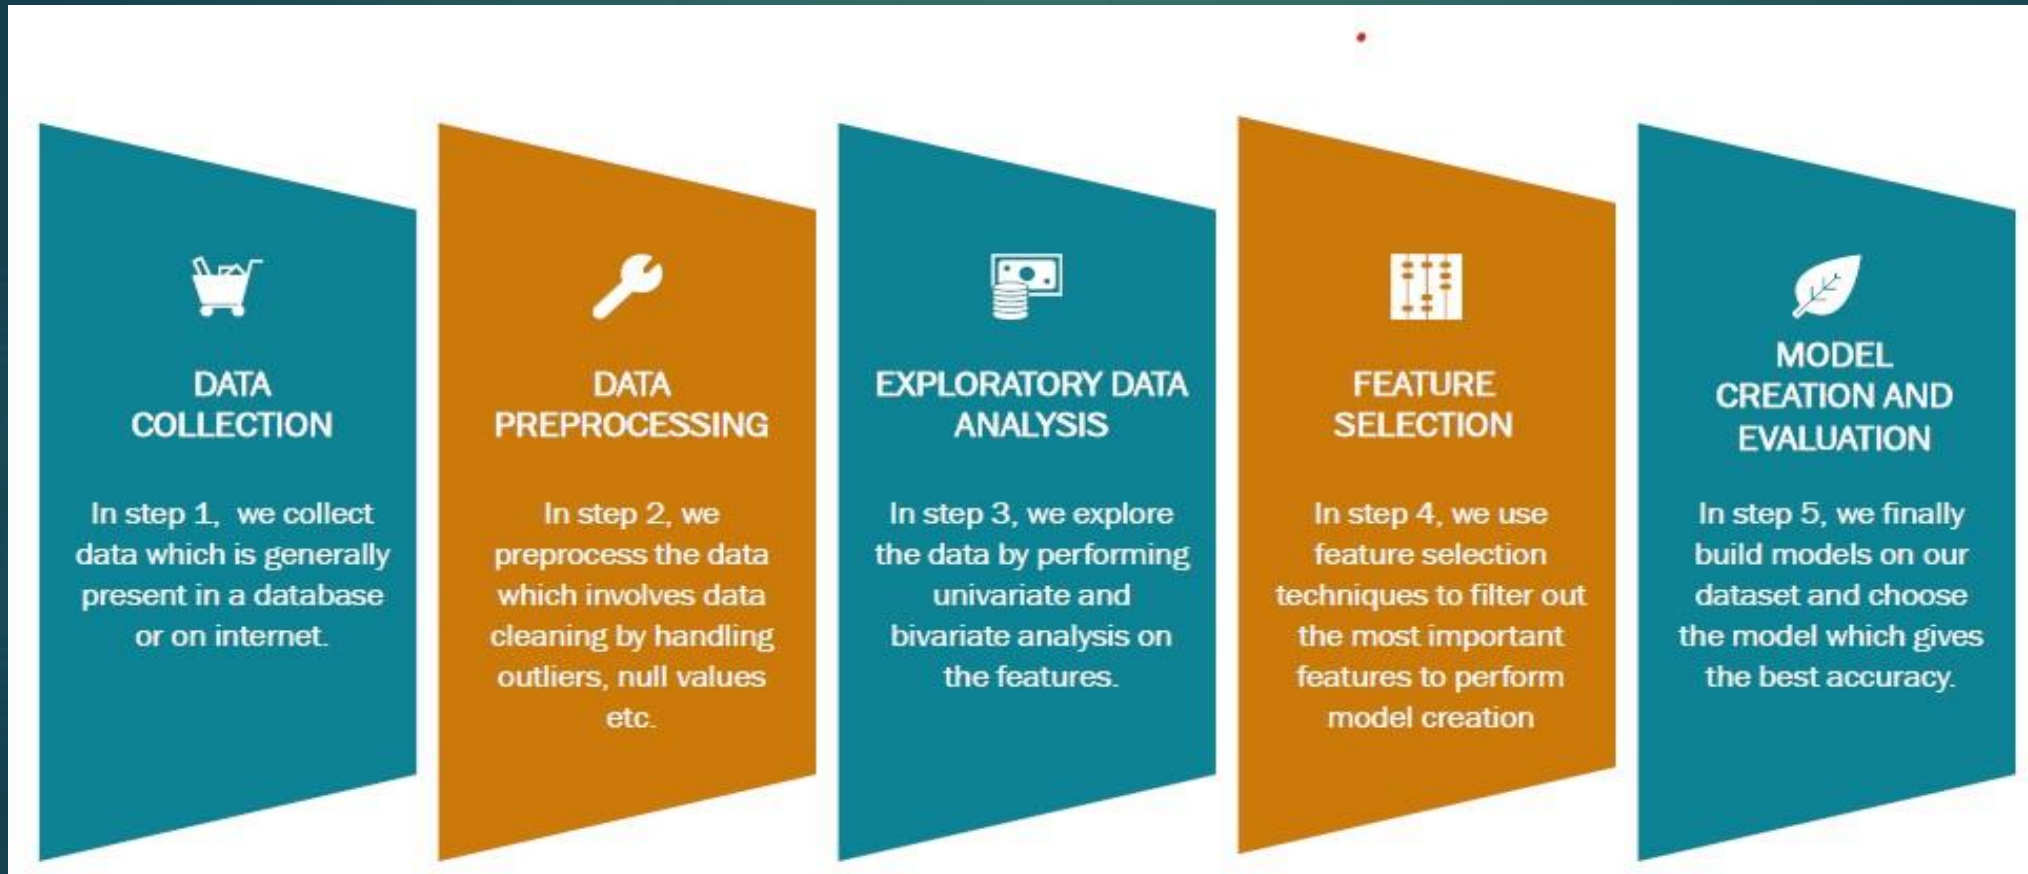 DATA
COLLECTION
In step 1, we collect
data which is generally
present in a database
or on internet.
DATA
PREPROCESSING
In step 2, we
preprocess the data
which involves data
cleaning by handling
outliers, null values
etc.
EXPLORATORY DATA
ANALYSIS
In step 3, we explore
the data by performing
univariate and
bivariate analysis on
the features.
FEATURE
SELECTION
In step 4, we use
feature selection
techniques to filter out
the most important
features to perform
model creation
MODEL
CREATION AND
EVALUATION
In step 5, we finally
build models on our
dataset and choose
the model which gives
the best accuracy.